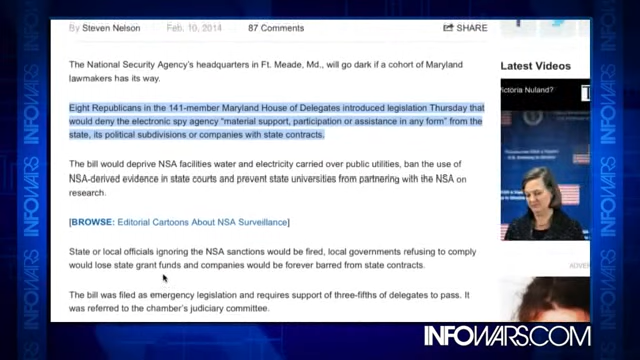 By Steven Nelson Feb. 10, 2014 87 Comments SHARE
The National Security Agency's headquarters in Ft. Meade, Md., will go dark if a cohort of Maryland
lawmakers has its way.
Eight Republicans in the 141-member Maryland House of Delegates introduced legislation Thursday that
would deny the electronic spy agency "material support, participation or assistance in any form" from the
state, its political subdivisions or companies with state contracts.
The bill would deprive NSA facilities water and electricity carried over public utilities, ban the use of
NSA-derived evidence in state courts and prevent state universities from partnering with the NSA on
research.
[BROWSE: Editorial Cartoons About NSA Surveillance]
State or local officials ignoring the NSA sanctions would be fired, local governments refusing to comply
would lose state grant funds and companies would be forever barred from state contracts.
The bill was filed as emergency legislation and requires support of three-fifths of delegates to pass. It
was referred to the chamber's judiciary committee.
Latest Videos
Victoria Nuland?
ADVER
INFOWARS
INFOWARS
INFOWARS
INFOWARS
INFOWARS.COM